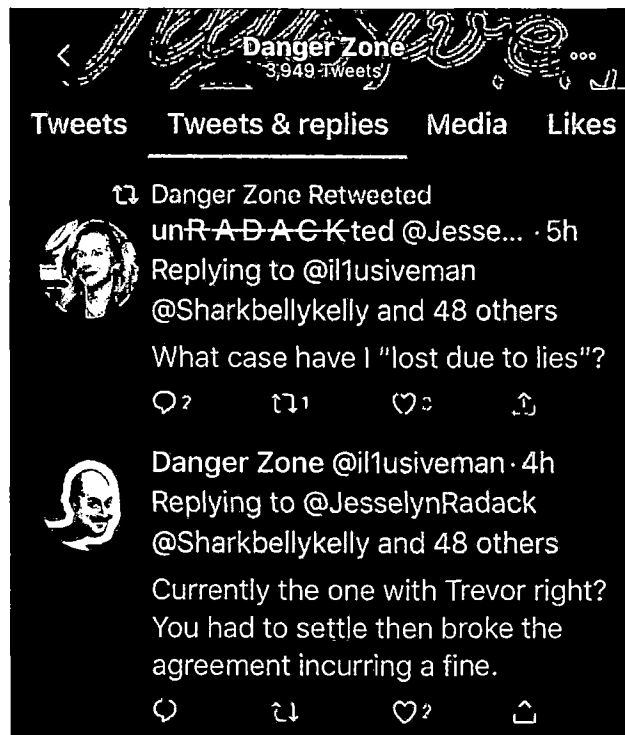 Danger Zone
3,949 Tweets
Tweets Tweets & replies Media Likes
Danger Zone Retweeted
unRADACKted @Jesse... · 5h
Replying to @il1usiveman
@Sharkbellykelly and 48 others
What case have I "lost due to lies"?
2 1
Danger Zone @il1usiveman · 4h
Replying to @JesselynRadack
@Sharkbellykelly and 48 others
Currently the one with Trevor right?
You had to settle then broke the
agreement incurring a fine.
2